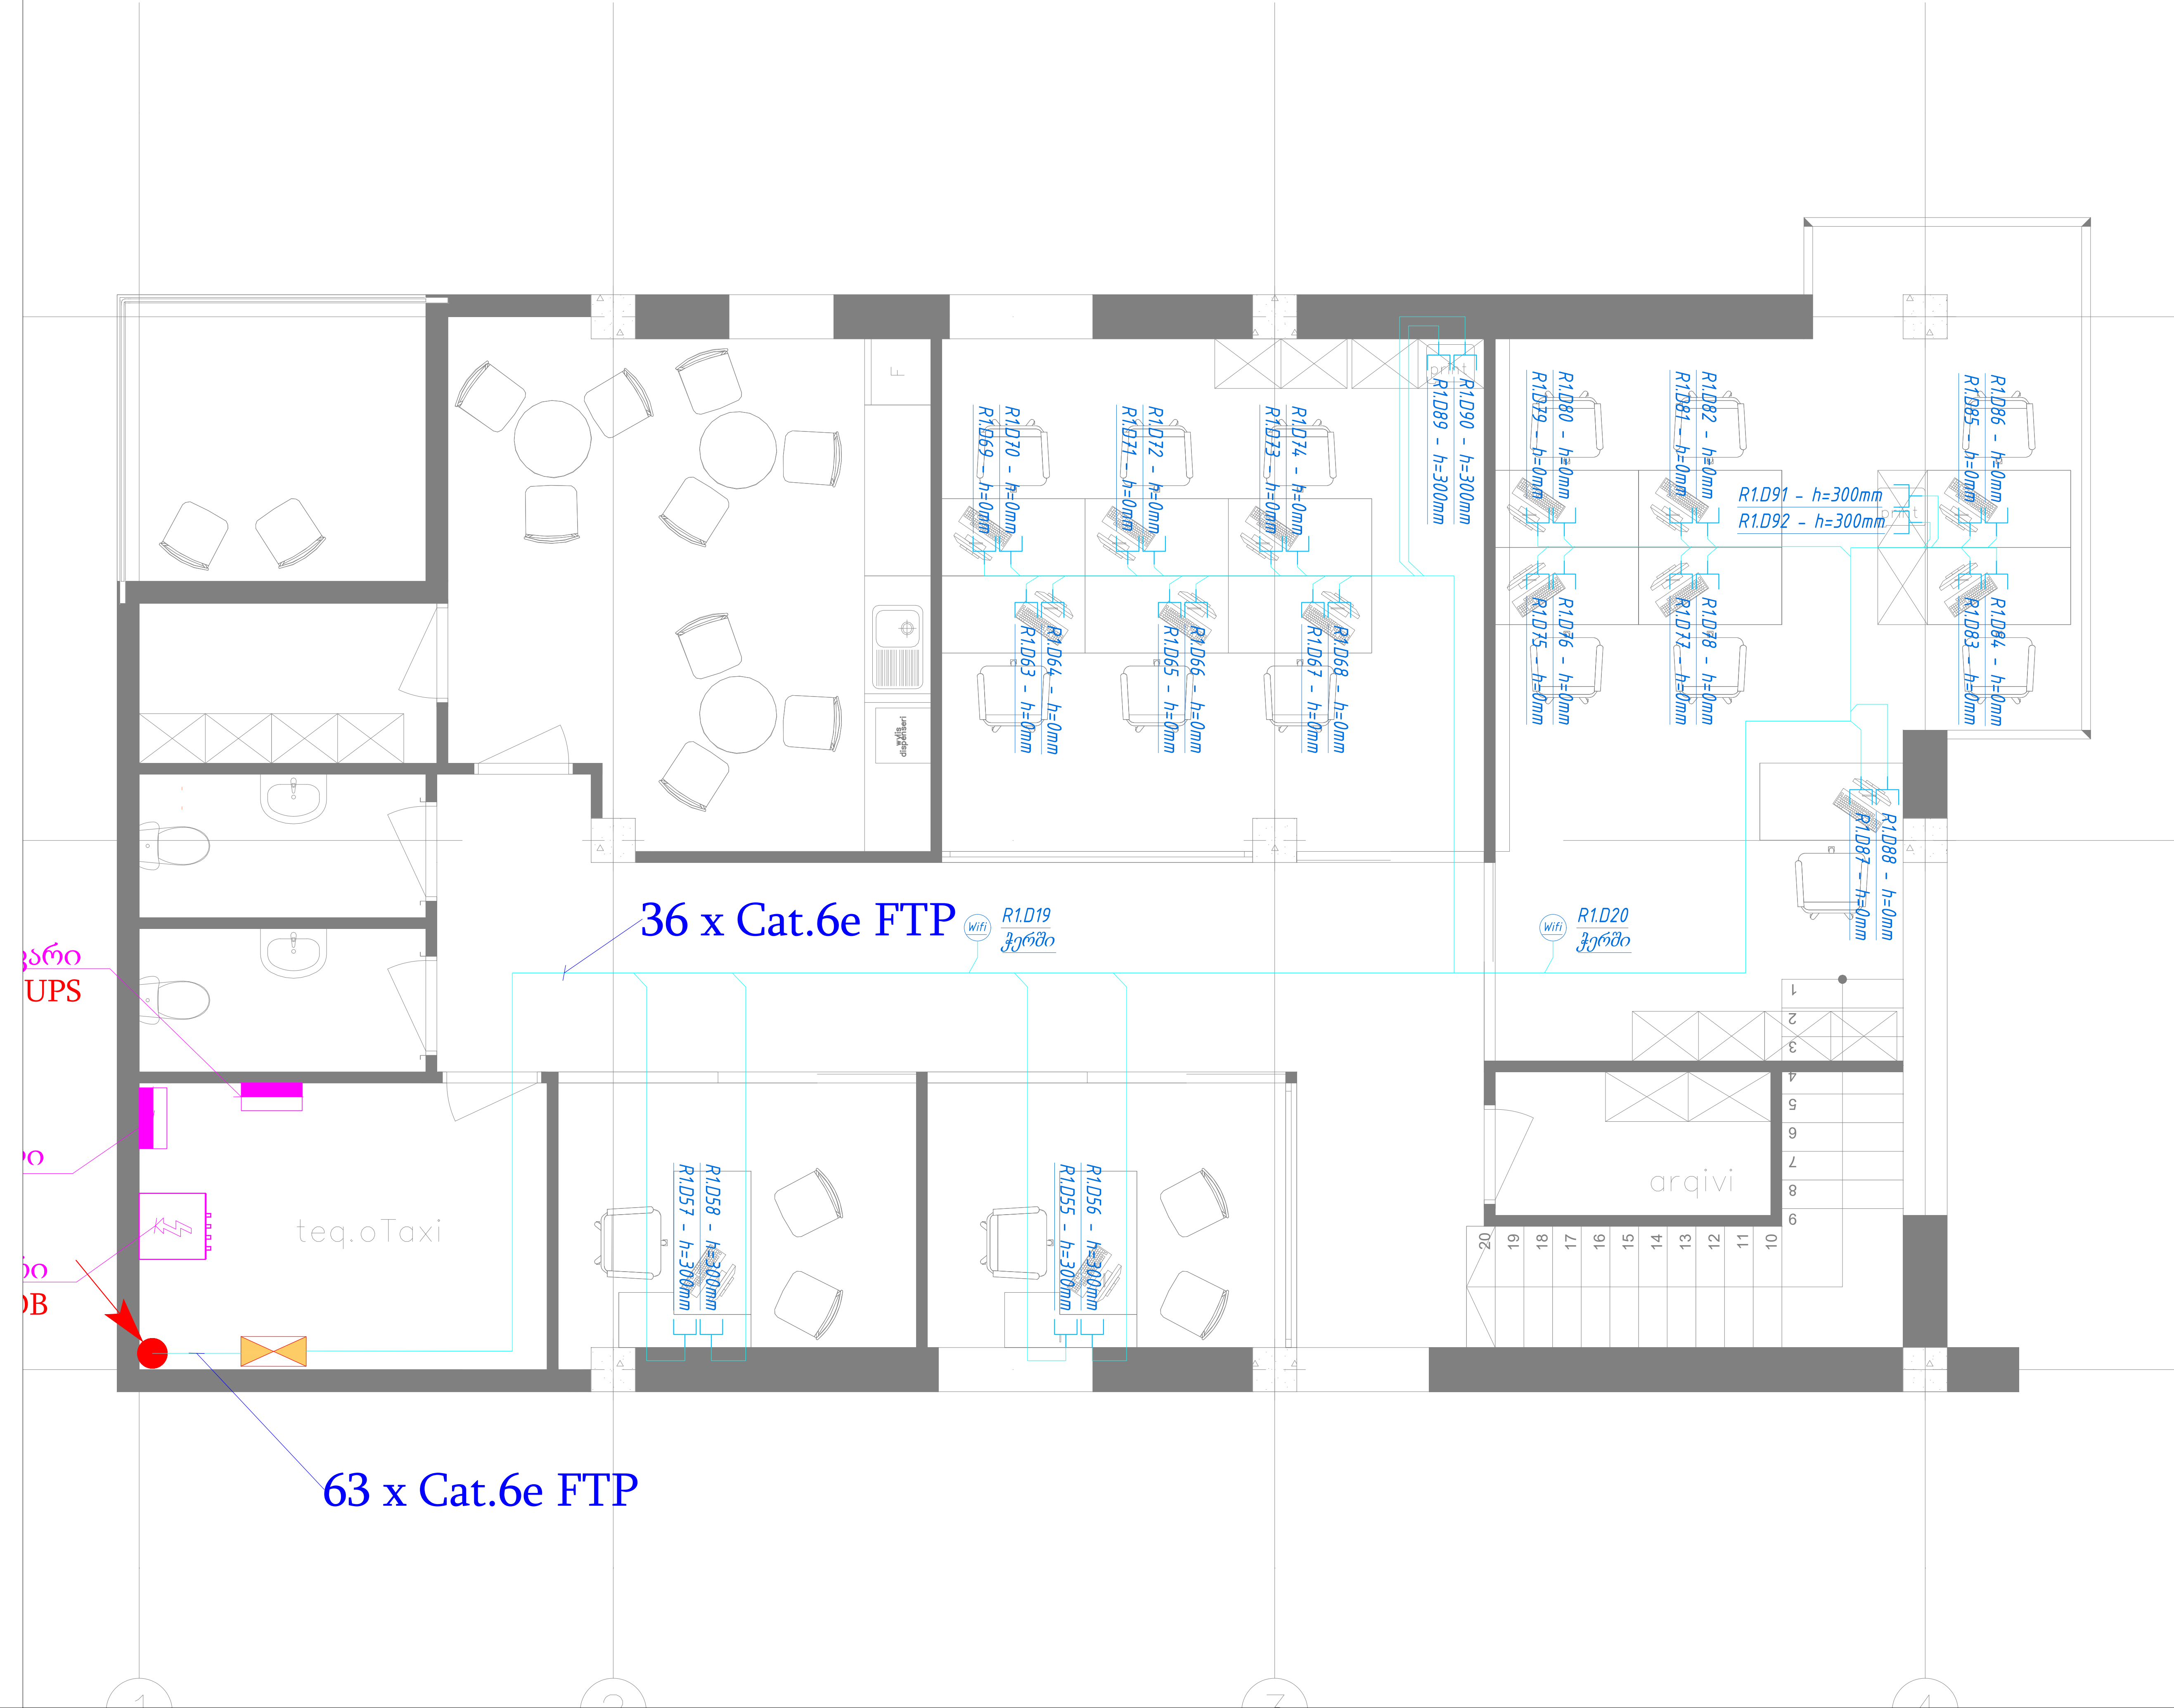 F
print
R1.D89 - h=300mm
R1.D90 - h=300mm
R1.D79 - h=0mm
R1.D80 - h=0mm
R1.D81 - h=0mm
R1.D82 - h=0mm
R1.D85 - h=0mm
R1.D86 - h=0mm
R1.D69 - h=0mm
R1.D70 - h=0mm
R1.D71 - h=0mm
R1.D72 - h=0mm
R1.D73 - h=0mm
R1.D74 - h=0mm
R1.D91 - h=300mm
R1.D92 - h=300mm
R1.D63 - h=0mm
R1.D64 - h=0mm
R1.D65 - h=0mm
R1.D66 - h=0mm
R1.D67 - h=0mm
R1.D68 - h=0mm
R1.D75 - h=0mm
R1.D76 - h=0mm
R1.D77 - h=0mm
R1.D78 - h=0mm
R1.D83 - h=0mm
R1.D84 - h=0mm
wylis
dispenseri
R1.D87 - h=0mm
R1.D88 - h=0mm
36 x Cat.6e FTP
Wifi
R1.D19
ჭერში
Wifi
R1.D20
ჭერში
UPS
1
2
3
4
5
6
7
8
9
arqivi
teq.oTaxi
R1.D57 - h=300mm
R1.D58 - h=300mm
R1.D55 - h=300mm
R1.D56 - h=300mm
20
19
18
17
16
15
14
13
12
11
10
63 x Cat.6e FTP